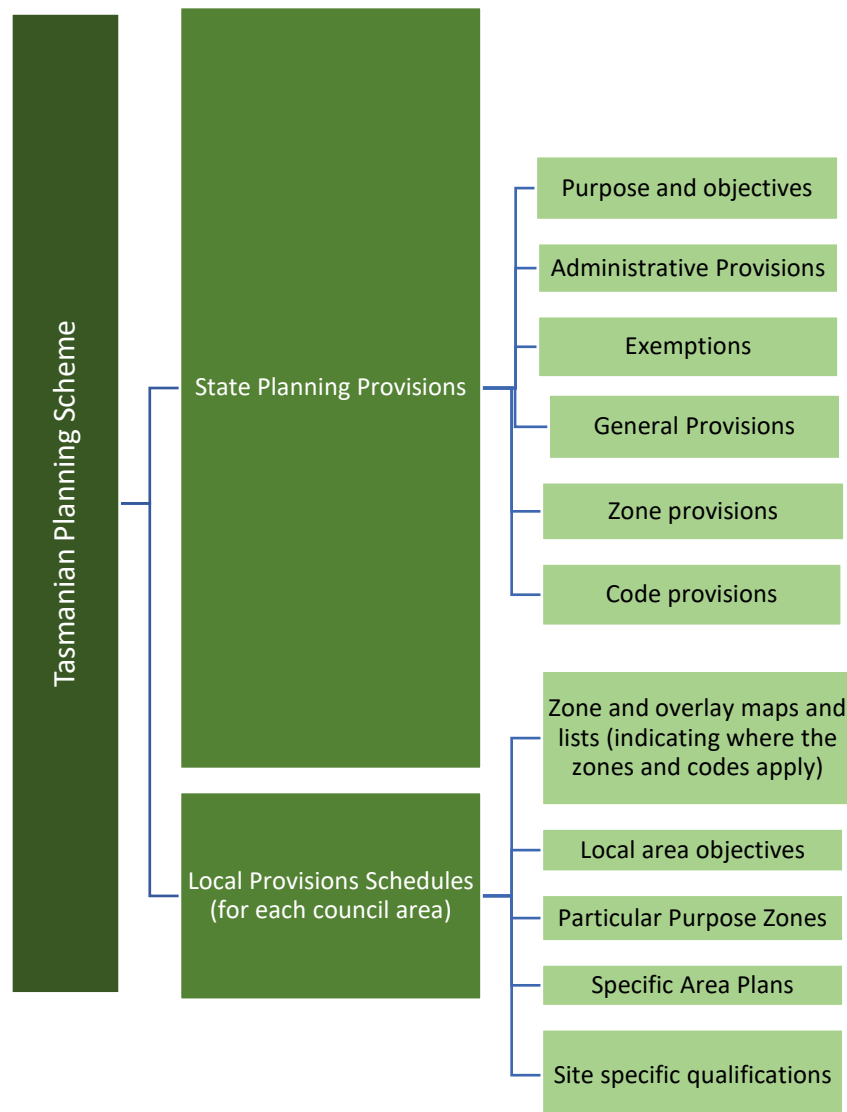 Tasmanian Planning Scheme
State Planning Provisions
Purpose and objectives
Administrative Provisions
Exemptions
General Provisions
Zone provisions
Code provisions
Local Provisions Schedules
(for each council area)
Zone and overlay maps and
lists (indicating where the
zones and codes apply)
Local area objectives
Particular Purpose Zones
Specific Area Plans
Site specific qualifications